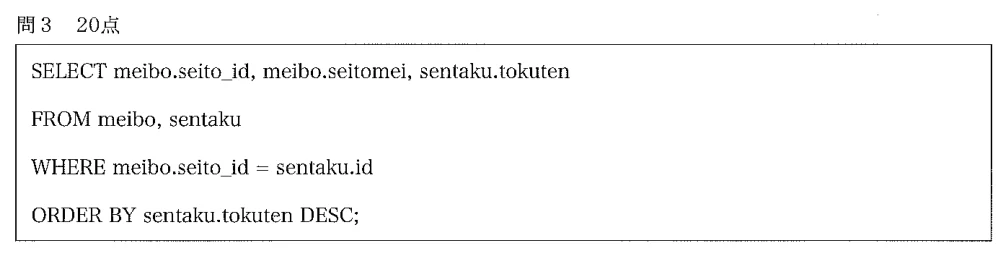 問3　20点
SELECT meibo.seito_id, meibo.seitomei, sentaku.tokuten
FROM meibo, sentaku
WHERE meibo.seito_id = sentaku.id
ORDER BY sentaku.tokuten DESC;